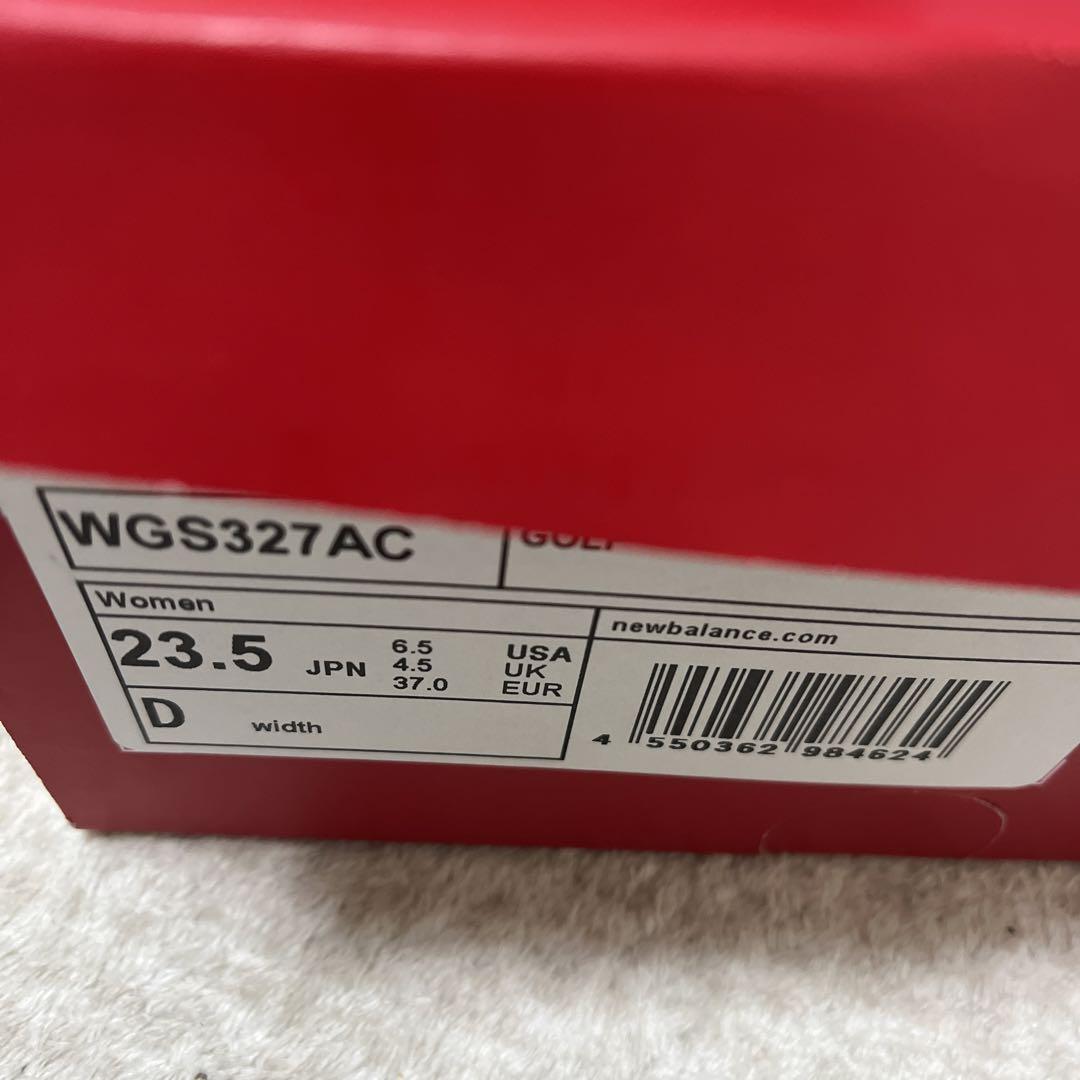 WGS327AC GOLF
Women
newbalance.com
23.5 JPN
6.5 USA
4.5 UK
37.0 EUR
D width
4 550362 984624